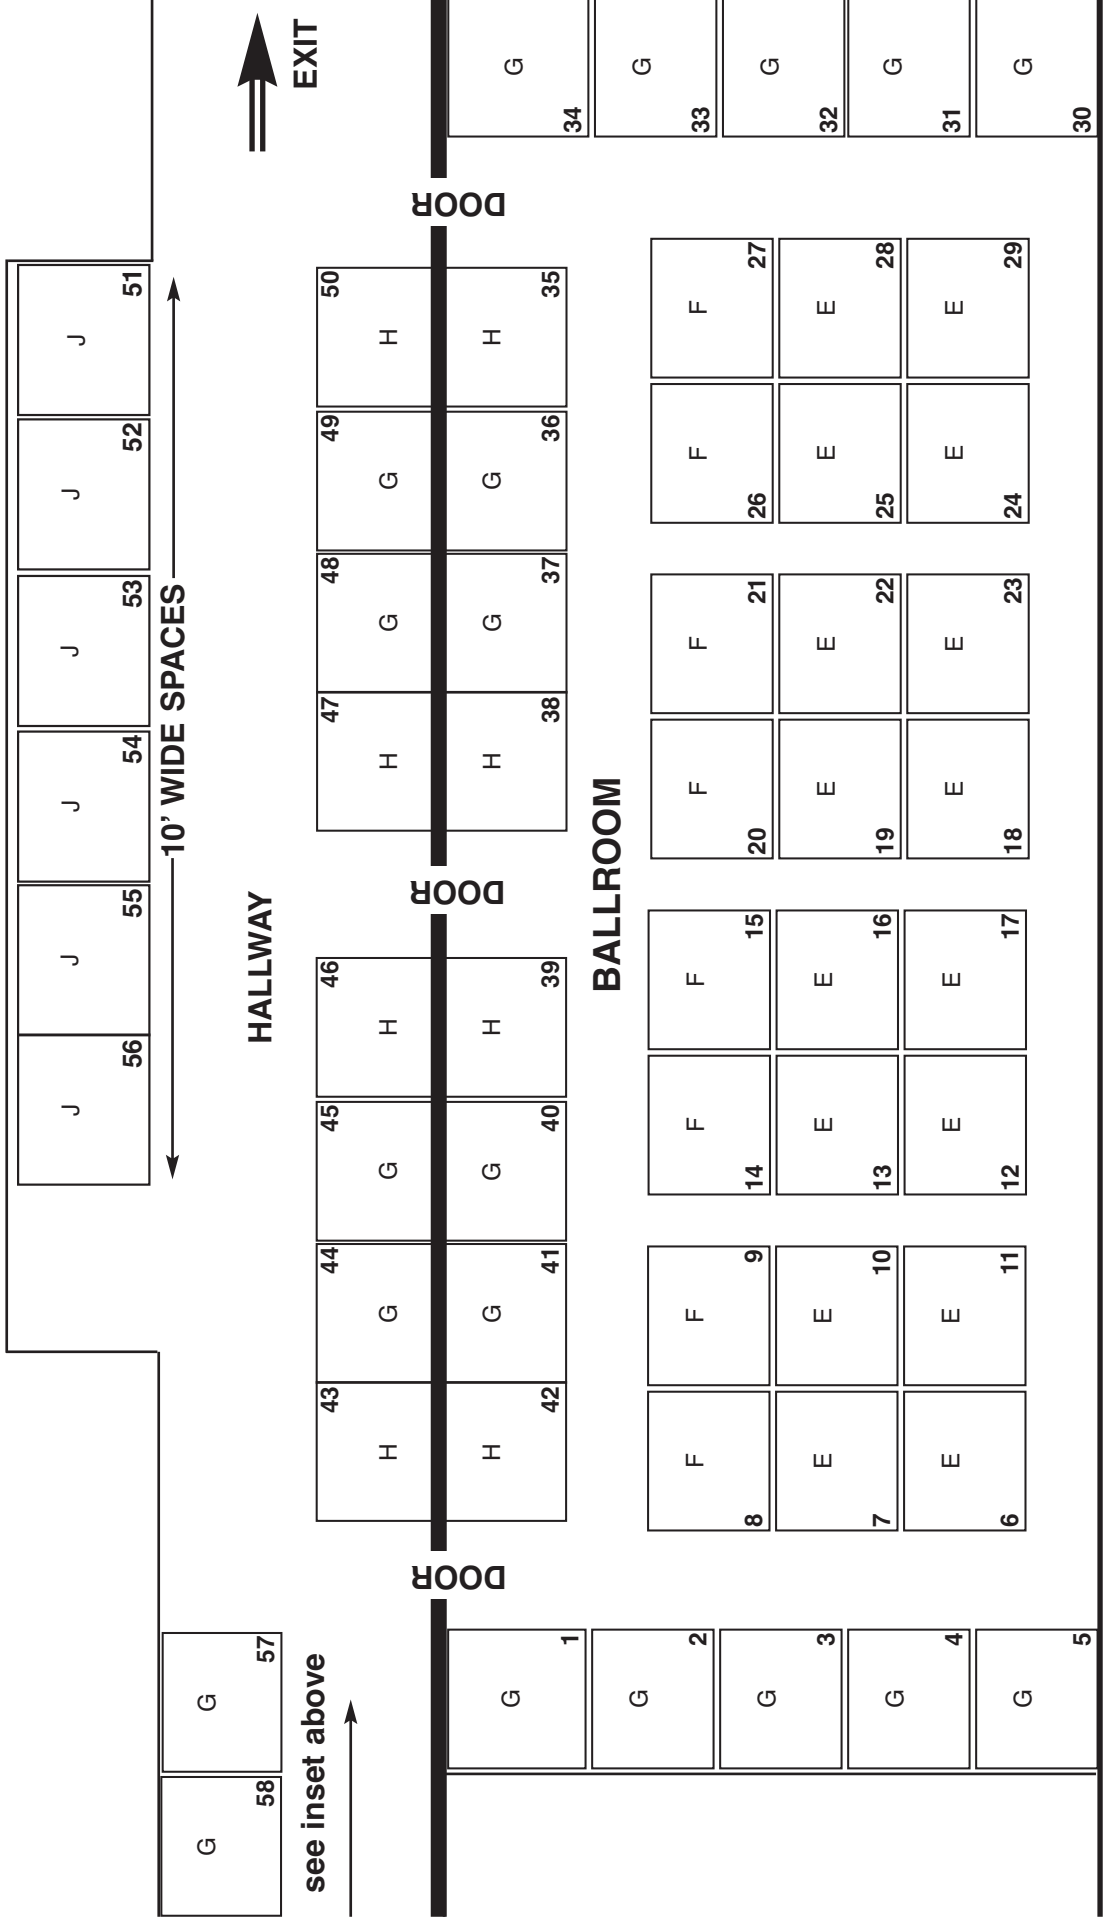 J J J J J J
56 55 54 53 52 51
10' WIDE SPACES
G G
58 57
HALLWAY
EXIT
see inset above
43 44 45 46 47 48 49 50
H G G H H G G H
DOOR DOOR DOOR
H G G H H G G H
G G
42 41 40 39 38 37 36 35
1 34
BALLROOM
G G
F F F F F F F F
2 33
8 9 14 15 20 21 26 27
G G
E E E E E E E E
3 32
7 10 13 16 19 22 25 28
G G
E E E E E E E E
4 31
6 11 12 17 18 23 24 29
G G
5 30